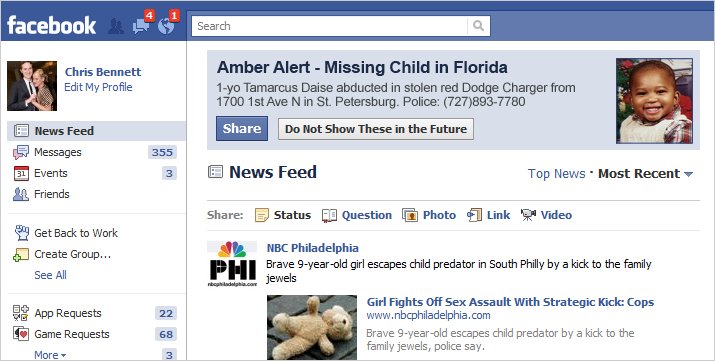 facebook
4
1
Search
Chris Bennett
Edit My Profile
News Feed
Messages 355
Events 3
Friends
Get Back to Work
Create Group...
See All
App Requests 22
Game Requests 68
More 3
Amber Alert - Missing Child in Florida
1-yo Tamarcus Daise abducted in stolen red Dodge Charger from
1700 1st Ave N in St. Petersburg. Police: (727)893-7780
Share Do Not Show These in the Future
News Feed
Top News · Most Recent
Share: Status Question Photo Link Video
31
PHI
nbcphiladelphia.com
NBC Philadelphia
Brave 9-year-old girl escapes child predator in South Philly by a kick to the family
jewels
Girl Fights Off Sex Assault With Strategic Kick: Cops
www.nbcphiladelphia.com
Brave 9-year-old escapes child predator by a kick to the
family jewels, police say.